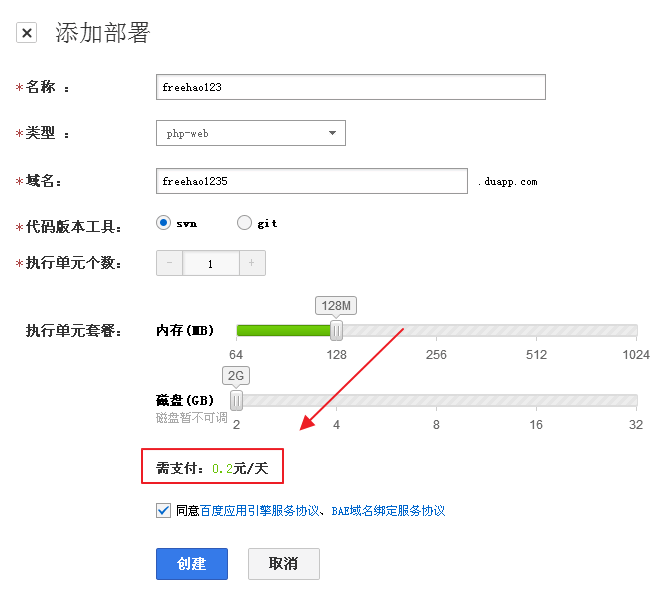 添加部署
*名称 : freehao123
*类型 : php-web
*域名: freehao1235 .duapp.com
*代码版本工具: svn git
*执行单元个数: - 1 +
128M
执行单元套餐: 内存(MB)
64 128 256 512 1024
2G
磁盘(GB)
磁盘暂不可调 2 4 8 16 32
需支付: 0.2元/天
同意百度应用引擎服务协议、BAE域名绑定服务协议
创建 取消